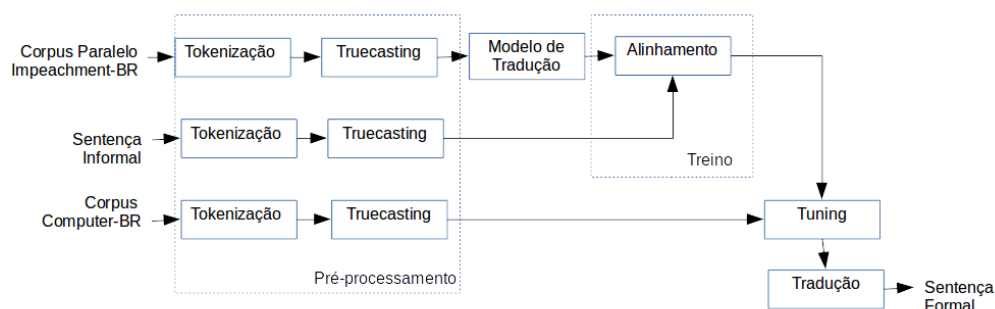 Corpus Paralelo
Impeachment-BR
Tokenização
Truecasting
Modelo de
Tradução
Alinhamento
Sentença
Informal
Tokenização
Truecasting
Treino
Corpus
Computer-BR
Tokenização
Truecasting
Tuning
Pré-processamento
Tradução
Sentença
Formal